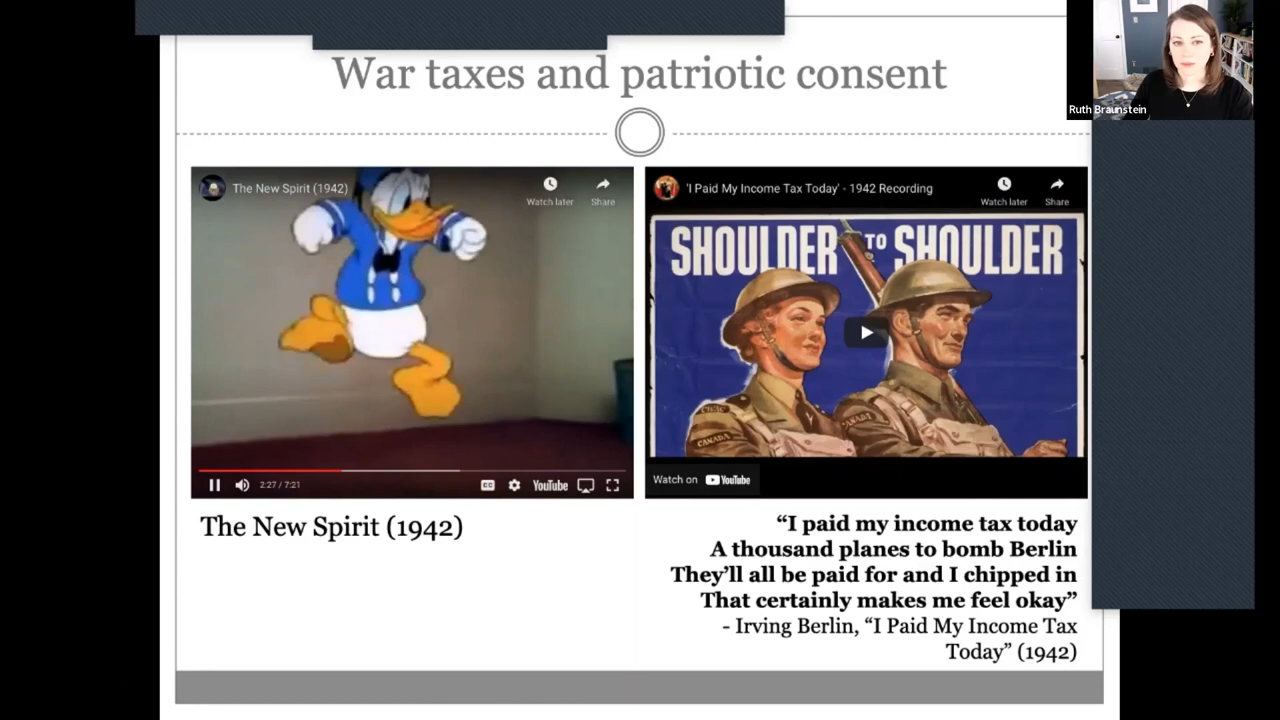 War taxes and patriotic consent
Ruth Braunstein
The New Spirit (1942)
Watch later
Share
2:27 / 7:21
CC
YouTube
'I Paid My Income Tax Today' - 1942 Recording
Watch later
Share
SHOULDER TO SHOULDER
CANADA
CANADA
Watch on YouTube
The New Spirit (1942)
“I paid my income tax today
A thousand planes to bomb Berlin
They’ll all be paid for and I chipped in
That certainly makes me feel okay”
- Irving Berlin, “I Paid My Income Tax
Today” (1942)